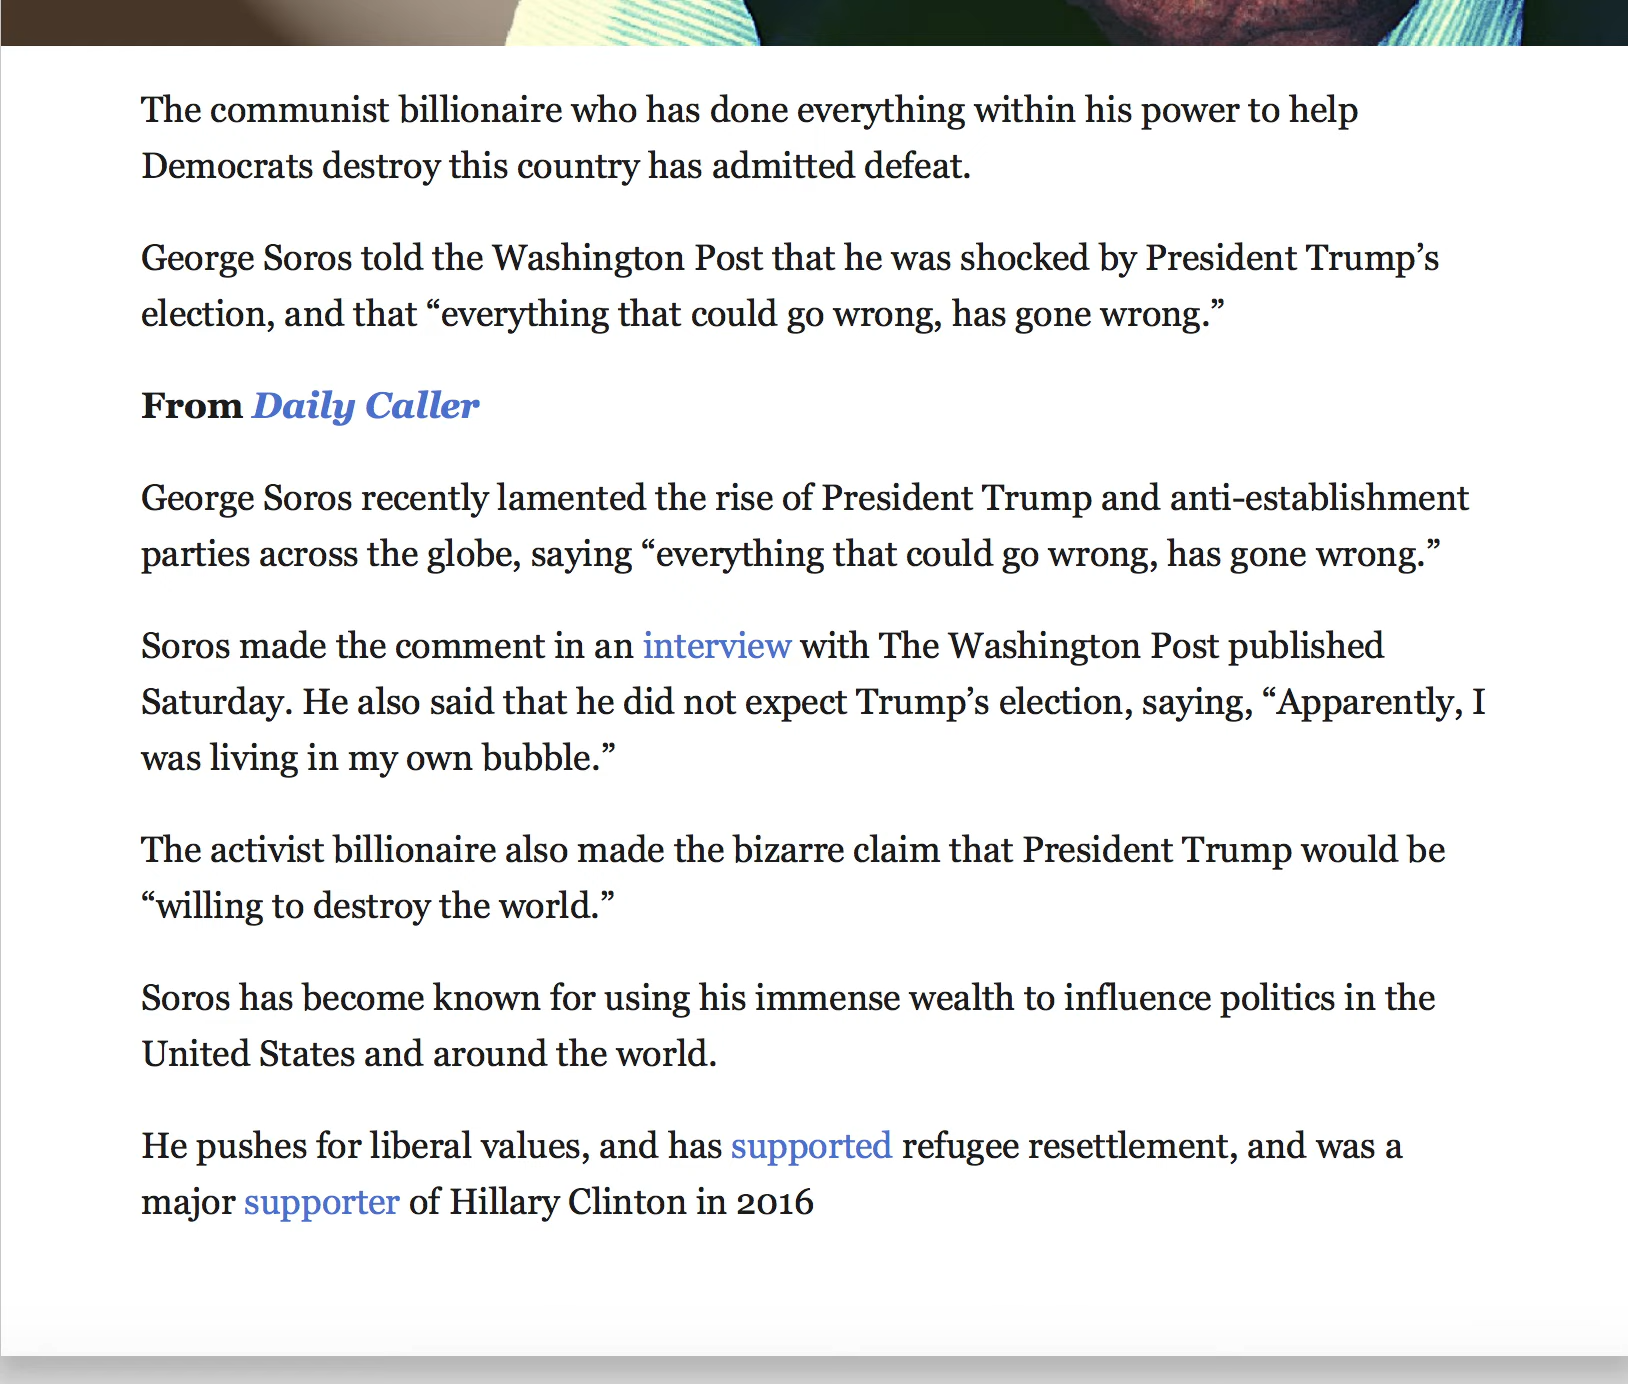 The communist billionaire who has done everything within his power to help
Democrats destroy this country has admitted defeat.
George Soros told the Washington Post that he was shocked by President Trump’s
election, and that “everything that could go wrong, has gone wrong.”
From Daily Caller
George Soros recently lamented the rise of President Trump and anti-establishment
parties across the globe, saying “everything that could go wrong, has gone wrong.”
Soros made the comment in an interview with The Washington Post published
Saturday. He also said that he did not expect Trump’s election, saying, “Apparently, I
was living in my own bubble.”
The activist billionaire also made the bizarre claim that President Trump would be
“willing to destroy the world.”
Soros has become known for using his immense wealth to influence politics in the
United States and around the world.
He pushes for liberal values, and has supported refugee resettlement, and was a
major supporter of Hillary Clinton in 2016